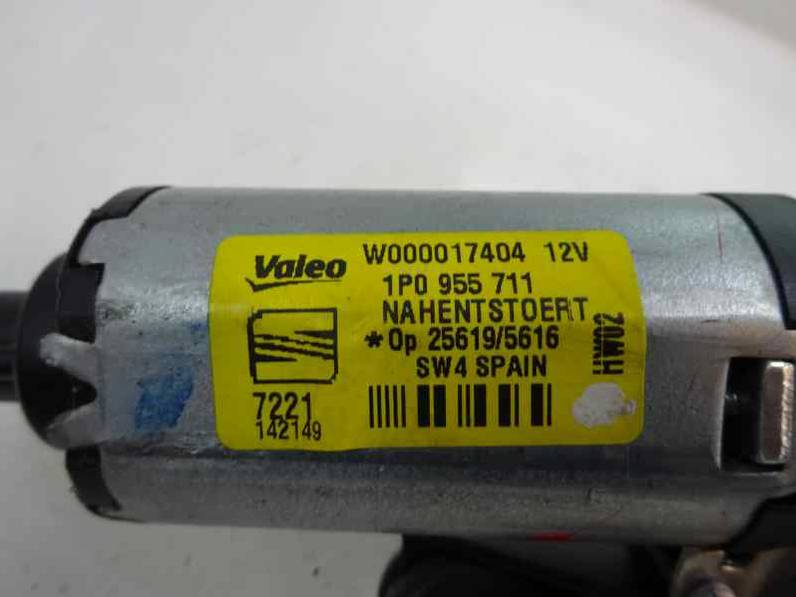 Valeo W000017404 12V
1P0 955 711
NAHENTSTOERT
*Op 25619/5616
SW4 SPAIN
7221
142149